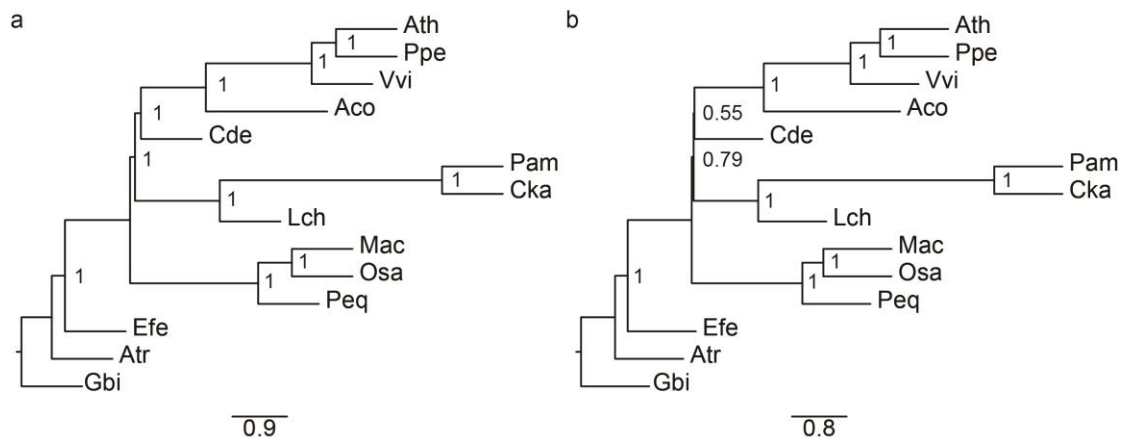 a
Ath
1
Ppe
1
Vvi
1
Aco
1
Cde
1
Pam
1
Cka
1
Lch
Mac
1
Osa
1
Peq
1
Efe
Atr
Gbi
0.9
b
Ath
1
Ppe
1
Vvi
1
Aco
0.55
Cde
0.79
Pam
1
Cka
1
Lch
Mac
1
Osa
1
Peq
1
Efe
Atr
Gbi
0.8